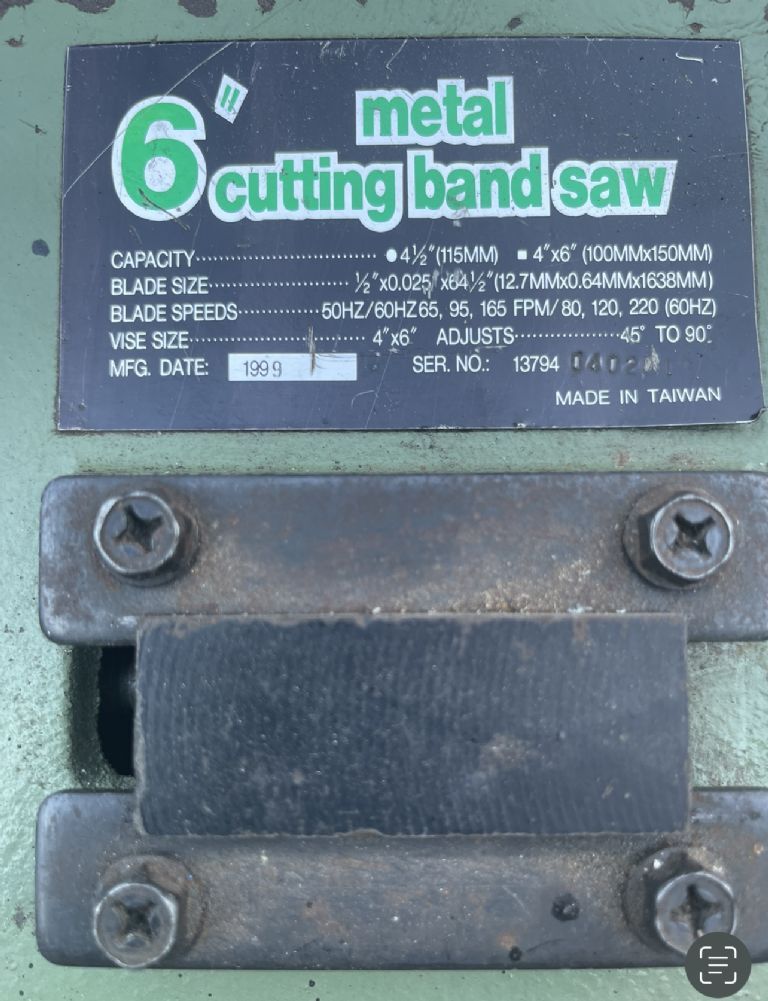 6" metal
cutting band saw
CAPACITY······························ ●4½"(115MM) ■ 4"x6" (100MMx150MM)
BLADE SIZE························ ½"x0.025"x64½"(12.7MMx0.64MMx1638MM)
BLADE SPEEDS··············50HZ/60HZ65, 95, 165 FPM/80, 120, 220 (60HZ)
VISE SIZE······························ 4"x6" ADJUSTS··················45° TO 90°
MFG. DATE: 1999 SER. NO.: 13794
MADE IN TAIWAN